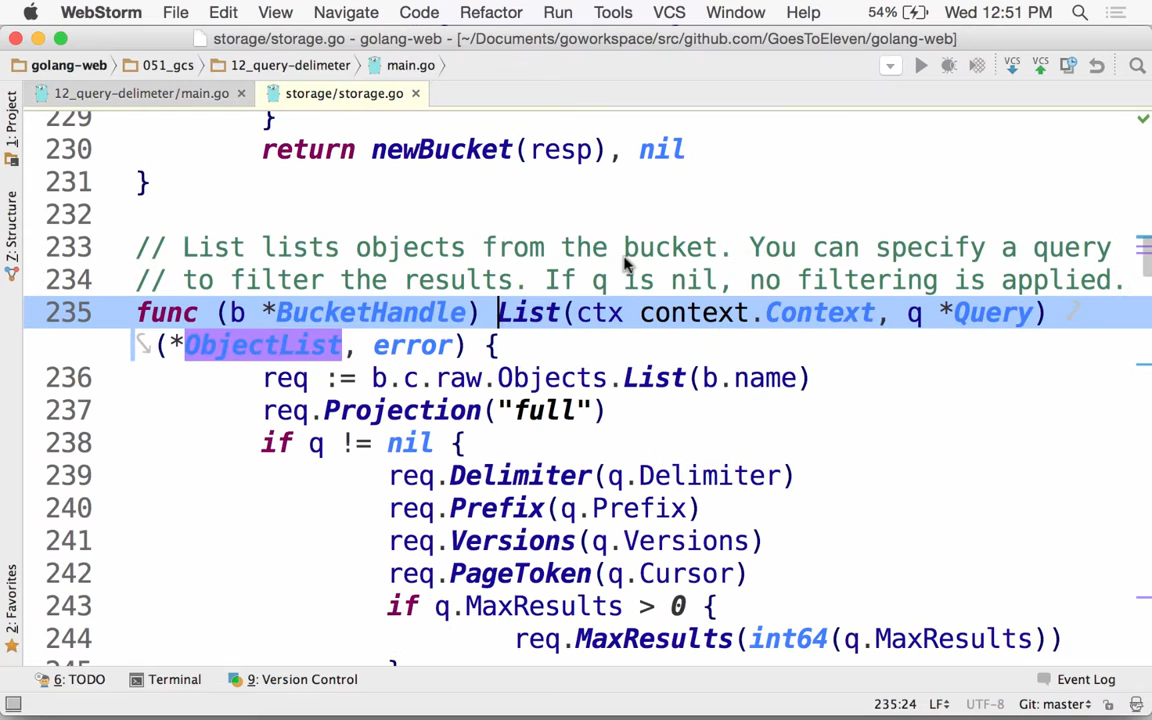 WebStorm File Edit View Navigate Code Refactor Run Tools VCS Window Help 54% Wed 12:51 PM
storage/storage.go - golang-web - [~/Documents/goworkspace/src/github.com/GoesToEleven/golang-web]
golang-web 051_gcs 12_query-delimeter main.go VCS VCS
12_query-delimeter/main.go storage/storage.go
1: Project
7: Structure
2: Favorites
229 }
230 return newBucket(resp), nil
231 }
232
233 // List lists objects from the bucket. You can specify a query
234 // to filter the results. If q is nil, no filtering is applied.
235 func (b *BucketHandle) List(ctx context.Context, q *Query)
(*ObjectList, error) {
236 req := b.c.raw.Objects.List(b.name)
237 req.Projection("full")
238 if q != nil {
239 req.Delimiter(q.Delimiter)
240 req.Prefix(q.Prefix)
241 req.Versions(q.Versions)
242 req.PageToken(q.Cursor)
243 if q.MaxResults > 0 {
244 req.MaxResults(int64(q.MaxResults))
6: TODO Terminal 9: Version Control Event Log
235:24 LF UTF-8 Git: master